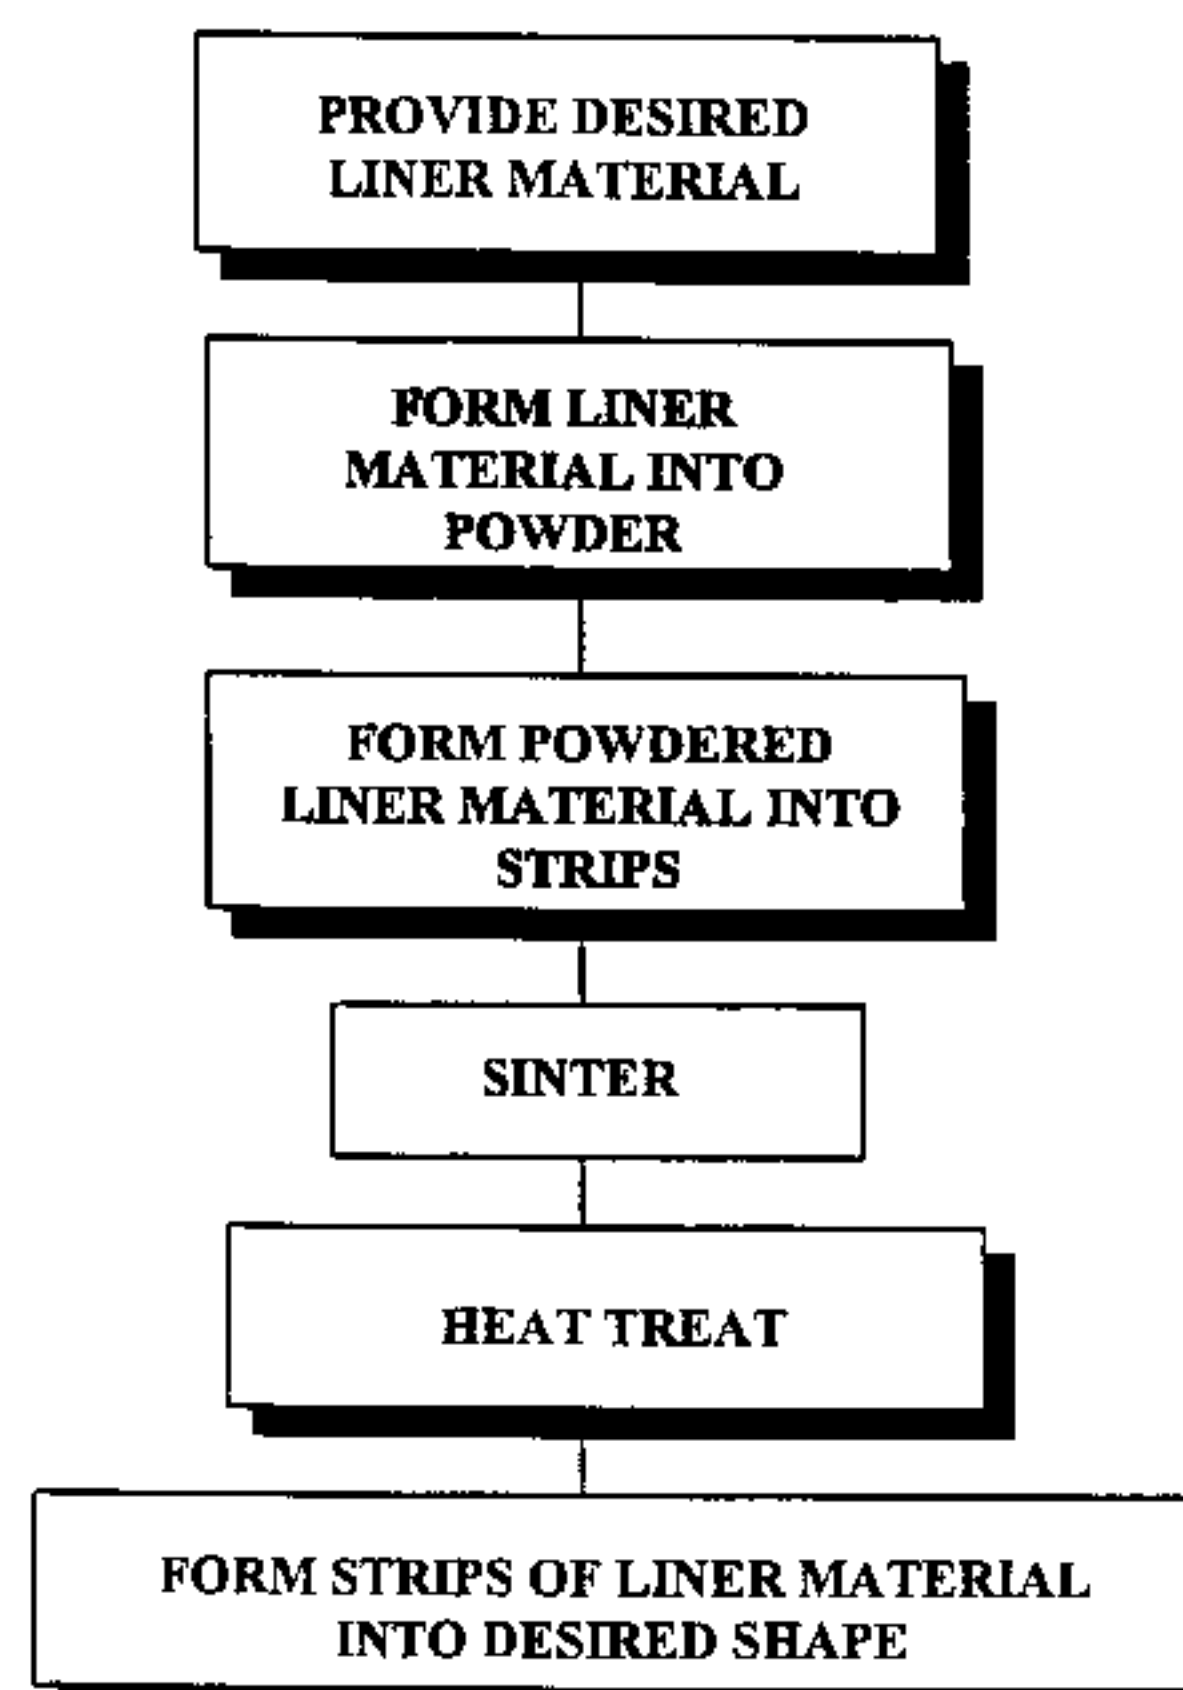 PROVIDE DESIRED
LINER MATERIAL
FORM LINER
MATERIAL INTO
POWDER
FORM POWDERED
LINER MATERIAL INTO
STRIPS
SINTER
HEAT TREAT
FORM STRIPS OF LINER MATERIAL
INTO DESIRED SHAPE